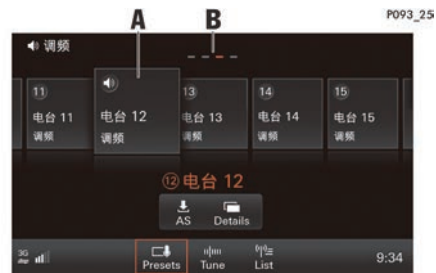 A
B
P093_25
调频
11
12
13
14
15
电台 11
电台 12
电台 13
电台 14
电台 15
调频
调频
调频
调频
调频
⑫ 电台 12
AS
Details
3G
Presets
Tune
List
9:34